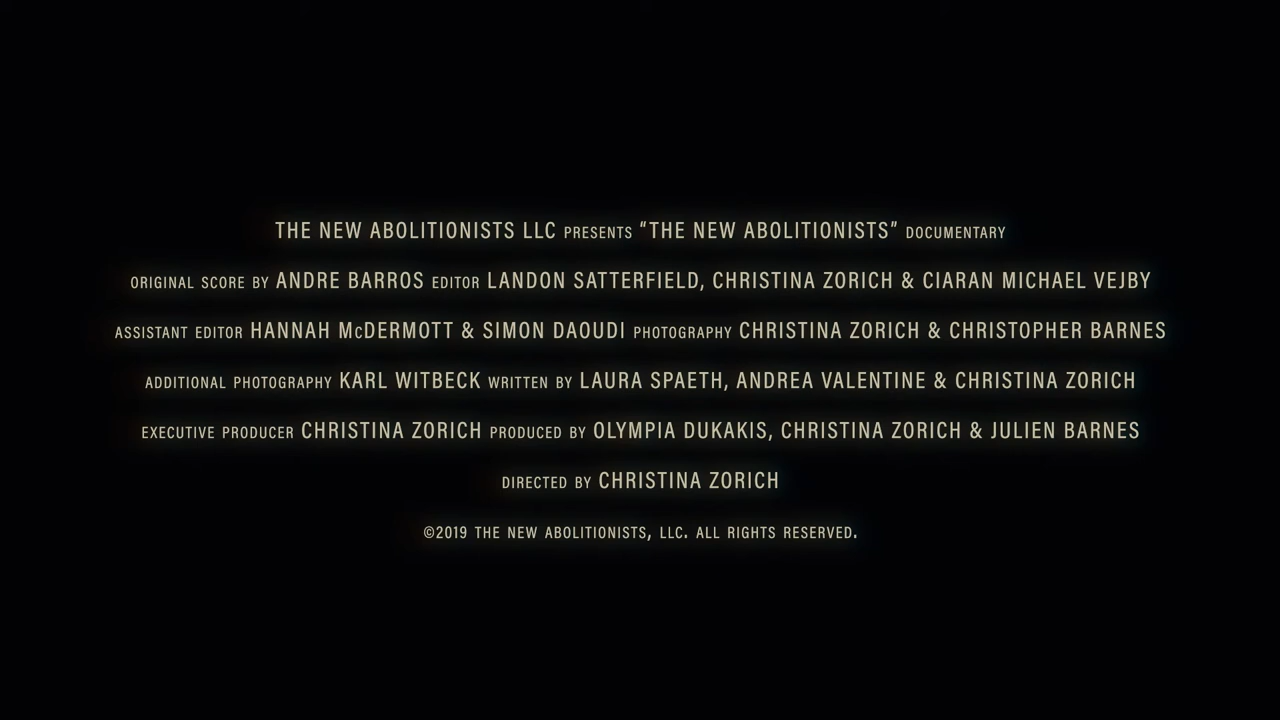 THE NEW ABOLITIONISTS LLC PRESENTS “THE NEW ABOLITIONISTS” DOCUMENTARY
ORIGINAL SCORE BY ANDRE BARROS EDITOR LANDON SATTERFIELD, CHRISTINA ZORICH & CIARAN MICHAEL VEJBY
ASSISTANT EDITOR HANNAH McDERMOTT & SIMON DAOUDI PHOTOGRAPHY CHRISTINA ZORICH & CHRISTOPHER BARNES
ADDITIONAL PHOTOGRAPHY KARL WITBECK WRITTEN BY LAURA SPAETH, ANDREA VALENTINE & CHRISTINA ZORICH
EXECUTIVE PRODUCER CHRISTINA ZORICH PRODUCED BY OLYMPIA DUKAKIS, CHRISTINA ZORICH & JULIEN BARNES
DIRECTED BY CHRISTINA ZORICH
©2019 THE NEW ABOLITIONISTS, LLC. ALL RIGHTS RESERVED.